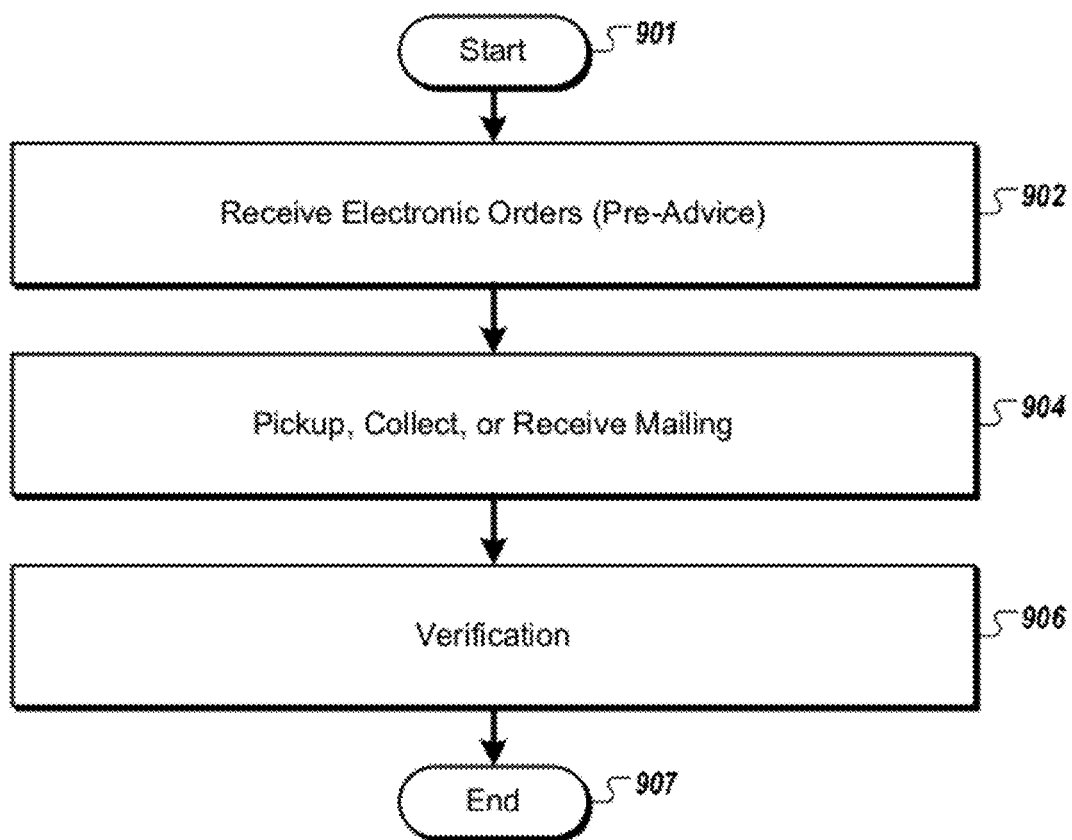 Start
901
Receive Electronic Orders (Pre-Advice)
902
Pickup, Collect, or Receive Mailing
904
Verification
906
End
907